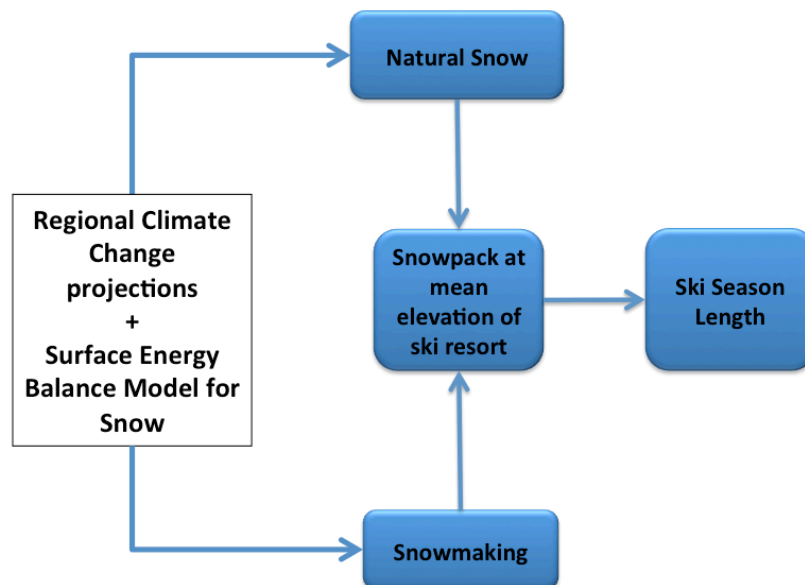 Natural Snow
Regional Climate
Change
projections
+
Surface Energy
Balance Model for
Snow
Snowpack at
mean
elevation of
ski resort
Ski Season
Length
Snowmaking